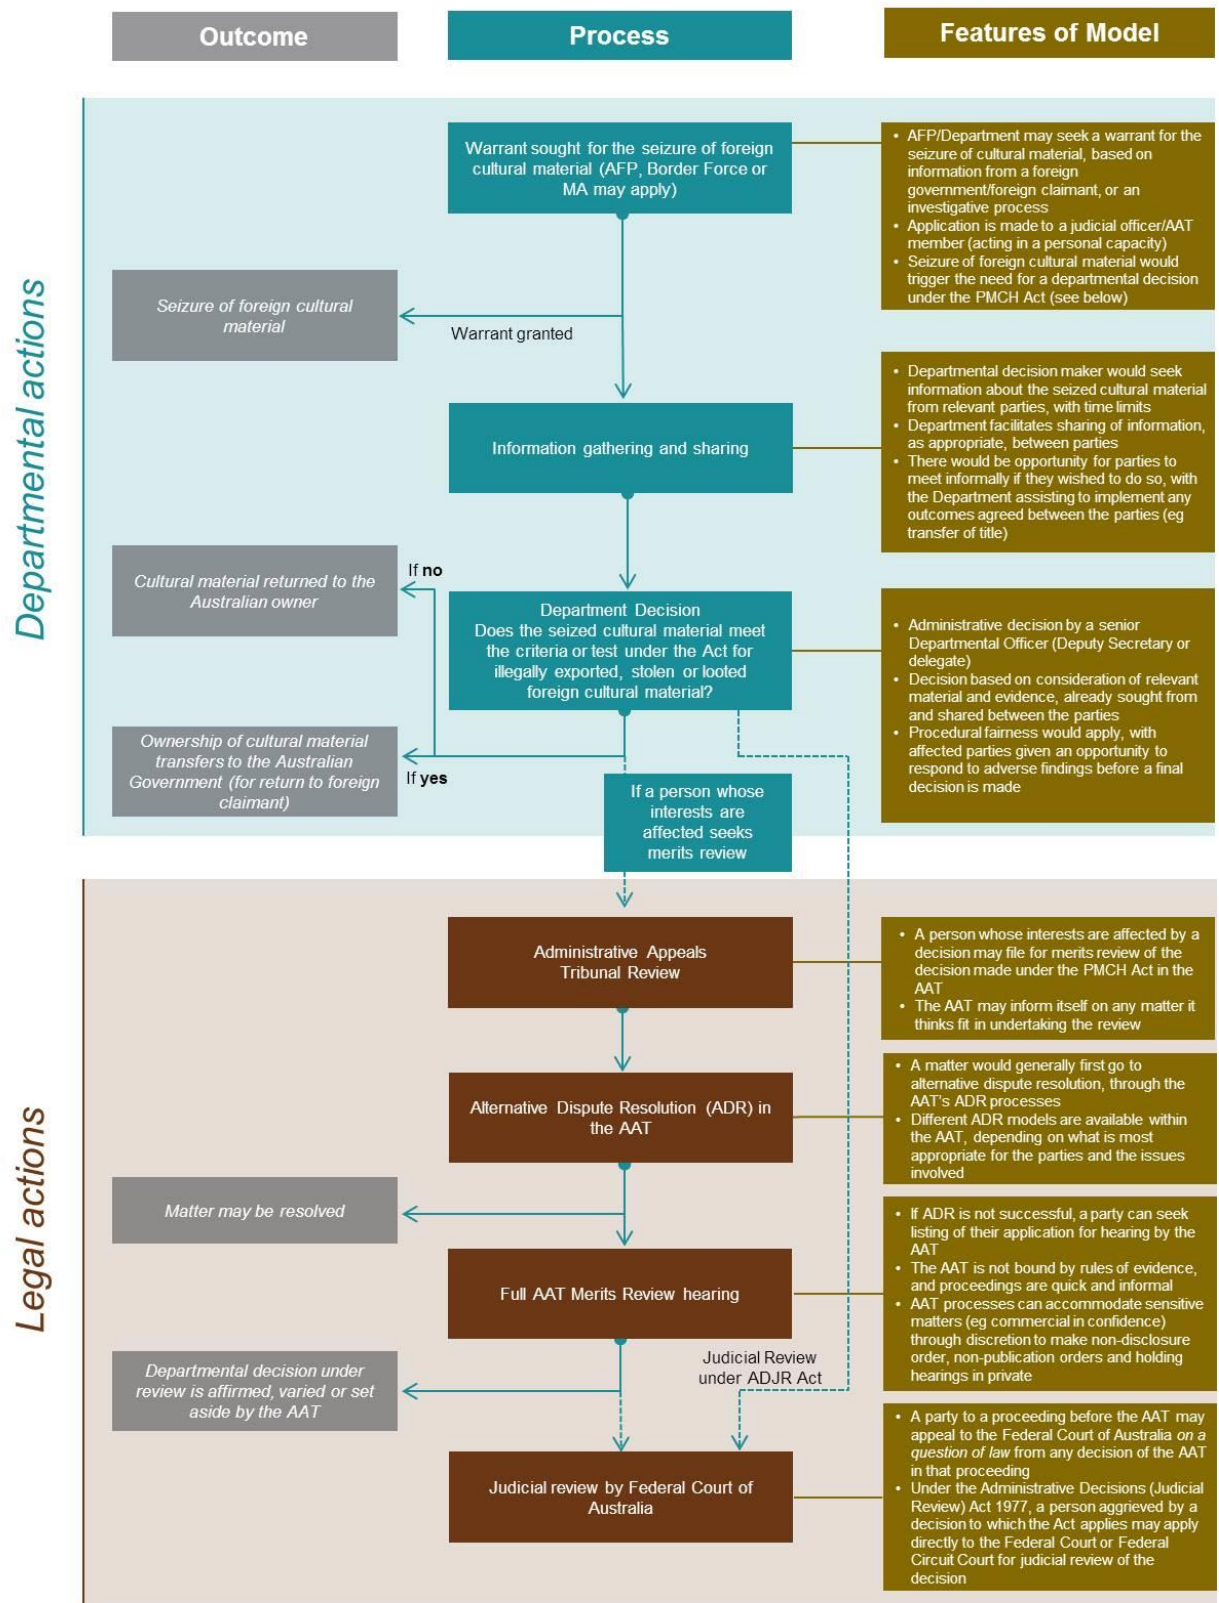 Outcome
Process
Features of Model
Departmental actions
Warrant sought for the seizure of foreign
cultural material (AFP, Border Force or
MA may apply)
• AFP/Department may seek a warrant for the
seizure of cultural material, based on
information from a foreign
government/foreign claimant, or an
investigative process
• Application is made to a judicial officer/AAT
member (acting in a personal capacity)
• Seizure of foreign cultural material would
trigger the need for a departmental decision
under the PMCH Act (see below)
Seizure of foreign cultural
material
Warrant granted
Information gathering and sharing
• Departmental decision maker would seek
information about the seized cultural material
from relevant parties, with time limits
• Department facilitates sharing of information,
as appropriate, between parties
• There would be opportunity for parties to
meet informally if they wished to do so, with
the Department assisting to implement any
outcomes agreed between the parties (eg
transfer of title)
Cultural material returned to the
Australian owner
If no
Department Decision
Does the seized cultural material meet
the criteria or test under the Act for
illegally exported, stolen or looted
foreign cultural material?
• Administrative decision by a senior
Departmental Officer (Deputy Secretary or
delegate)
• Decision based on consideration of relevant
material and evidence, already sought from
and shared between the parties
• Procedural fairness would apply, with
affected parties given an opportunity to
respond to adverse findings before a final
decision is made
Ownership of cultural material
transfers to the Australian
Government (for return to foreign
claimant)
If yes
If a person whose
interests are
affected seeks
merits review
Legal actions
Administrative Appeals
Tribunal Review
• A person whose interests are affected by a
decision may file for merits review of the
decision made under the PMCH Act in the
AAT
• The AAT may inform itself on any matter it
thinks fit in undertaking the review
Alternative Dispute Resolution (ADR) in
the AAT
• A matter would generally first go to
alternative dispute resolution, through the
AAT's ADR processes
• Different ADR models are available within
the AAT, depending on what is most
appropriate for the parties and the issues
involved
Matter may be resolved
Full AAT Merits Review hearing
• If ADR is not successful, a party can seek
listing of their application for hearing by the
AAT
• The AAT is not bound by rules of evidence,
and proceedings are quick and informal
• AAT processes can accommodate sensitive
matters (eg commercial in confidence)
through discretion to make non-disclosure
order, non-publication orders and holding
hearings in private
Departmental decision under
review is affirmed, varied or set
aside by the AAT
Judicial Review
under ADJR Act
Judicial review by Federal Court of
Australia
• A party to a proceeding before the AAT may
appeal to the Federal Court of Australia on a
question of law from any decision of the AAT
in that proceeding
• Under the Administrative Decisions (Judicial
Review) Act 1977, a person aggrieved by a
decision to which the Act applies may apply
directly to the Federal Court or Federal
Circuit Court for judicial review of the
decision